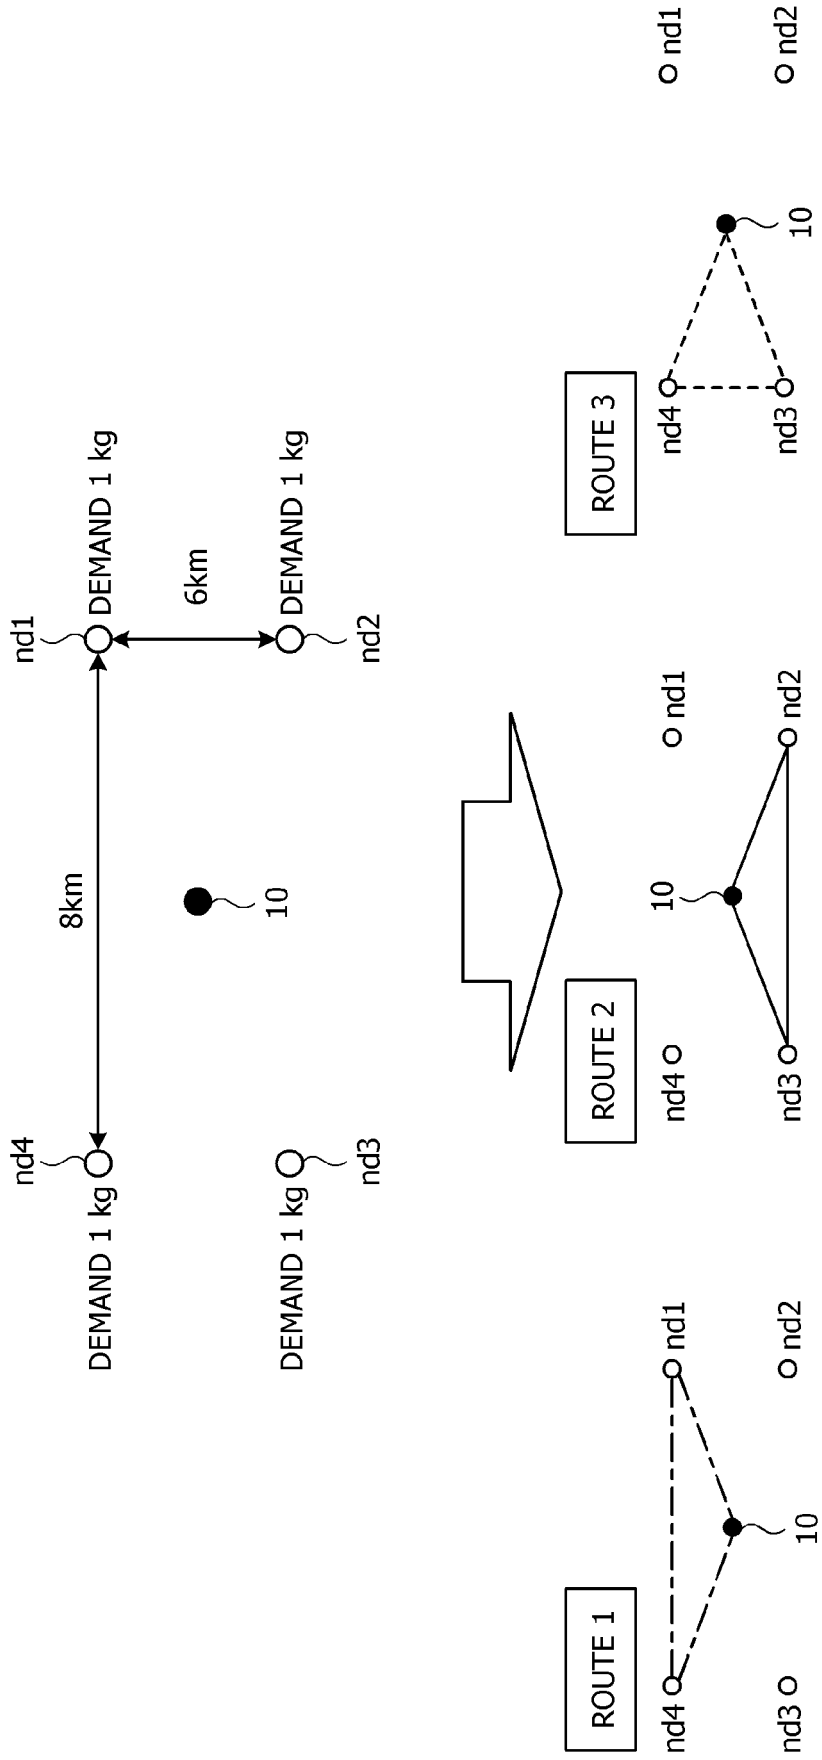 nd4
nd1
8km
DEMAND 1 kg
DEMAND 1 kg
10
6km
DEMAND 1 kg
DEMAND 1 kg
nd3
nd2
ROUTE 1
nd4
nd1
nd3
nd2
10
ROUTE 2
nd4
nd1
10
nd3
nd2
ROUTE 3
nd4
nd1
nd3
nd2
10